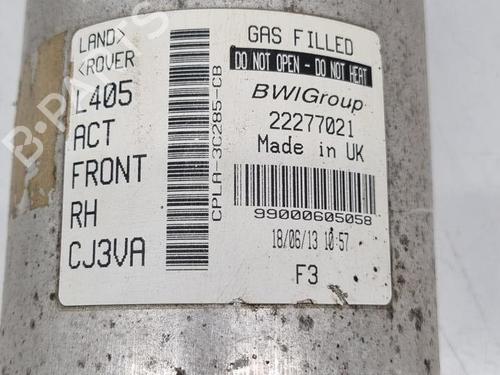 LAND>
<ROVER
L405
ACT
FRONT
RH
CJ3VA
CPLA-3C285-CB
GAS FILLED
DO NOT OPEN - DO NOT HEAT
BWIGroup
22277021
Made in UK
99000605058
18/06/13 10:57
F3
B-PARTS